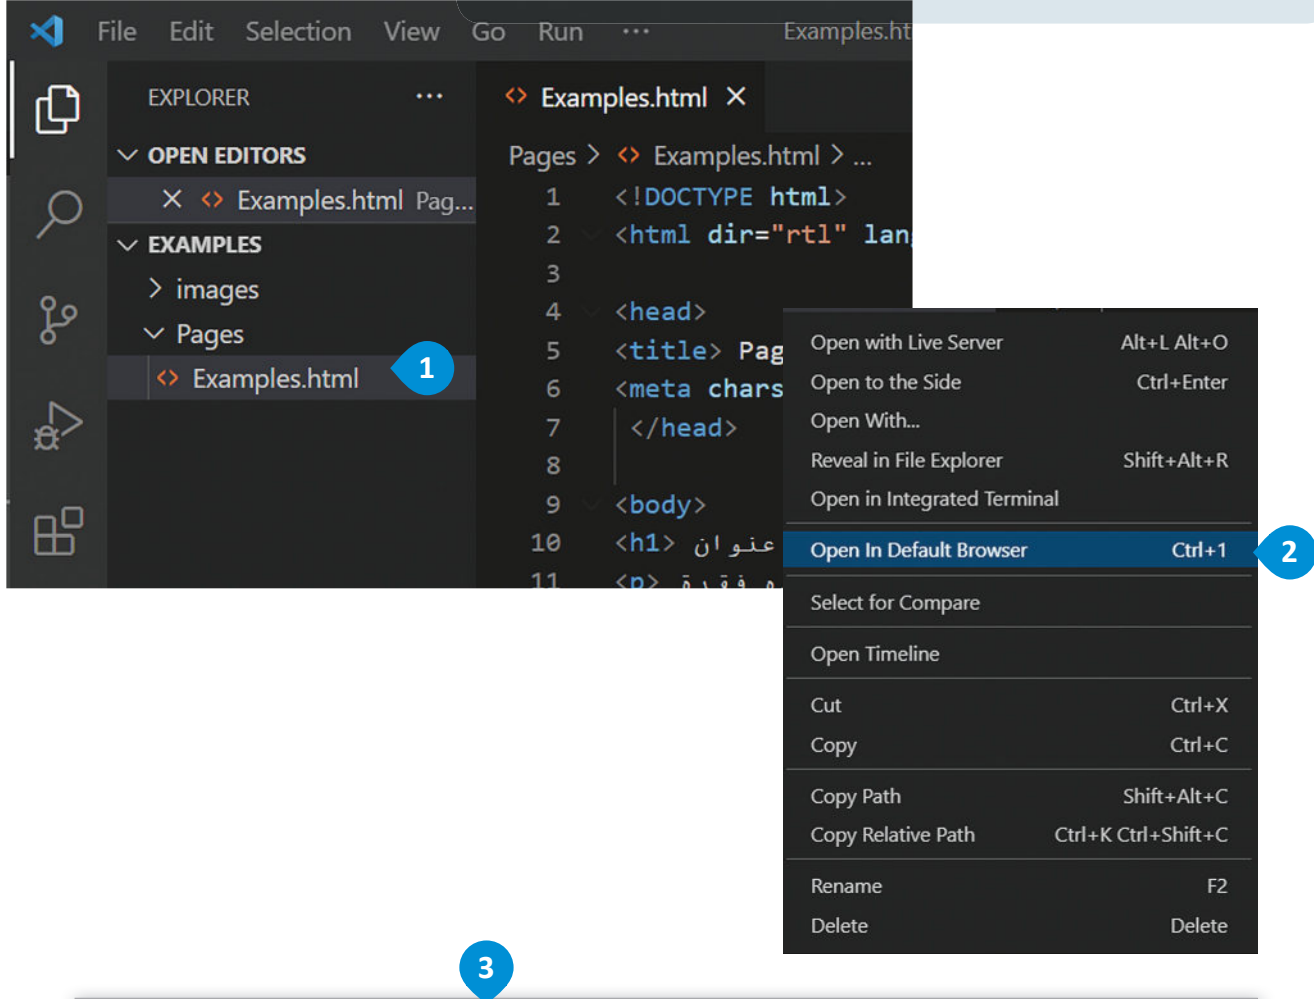 File Edit Selection View Go Run ... Examples.ht
EXPLORER ...
OPEN EDITORS
Examples.html Pag...
EXAMPLES
images
Pages
Examples.html
1
Examples.html
Pages > Examples.html > ...
1 <!DOCTYPE html>
2 <html dir="rtl" lan
3
4 <head>
5 <title> Pag
6 <meta chars
7 </head>
8
9 <body>
10 <h1> عنوان
11 <p> فقرة
Open with Live Server Alt+L Alt+O
Open to the Side Ctrl+Enter
Open With...
Reveal in File Explorer Shift+Alt+R
Open in Integrated Terminal
Open In Default Browser Ctrl+1
2
Select for Compare
Open Timeline
Cut Ctrl+X
Copy Ctrl+C
Copy Path Shift+Alt+C
Copy Relative Path Ctrl+K Ctrl+Shift+C
Rename F2
Delete Delete
3